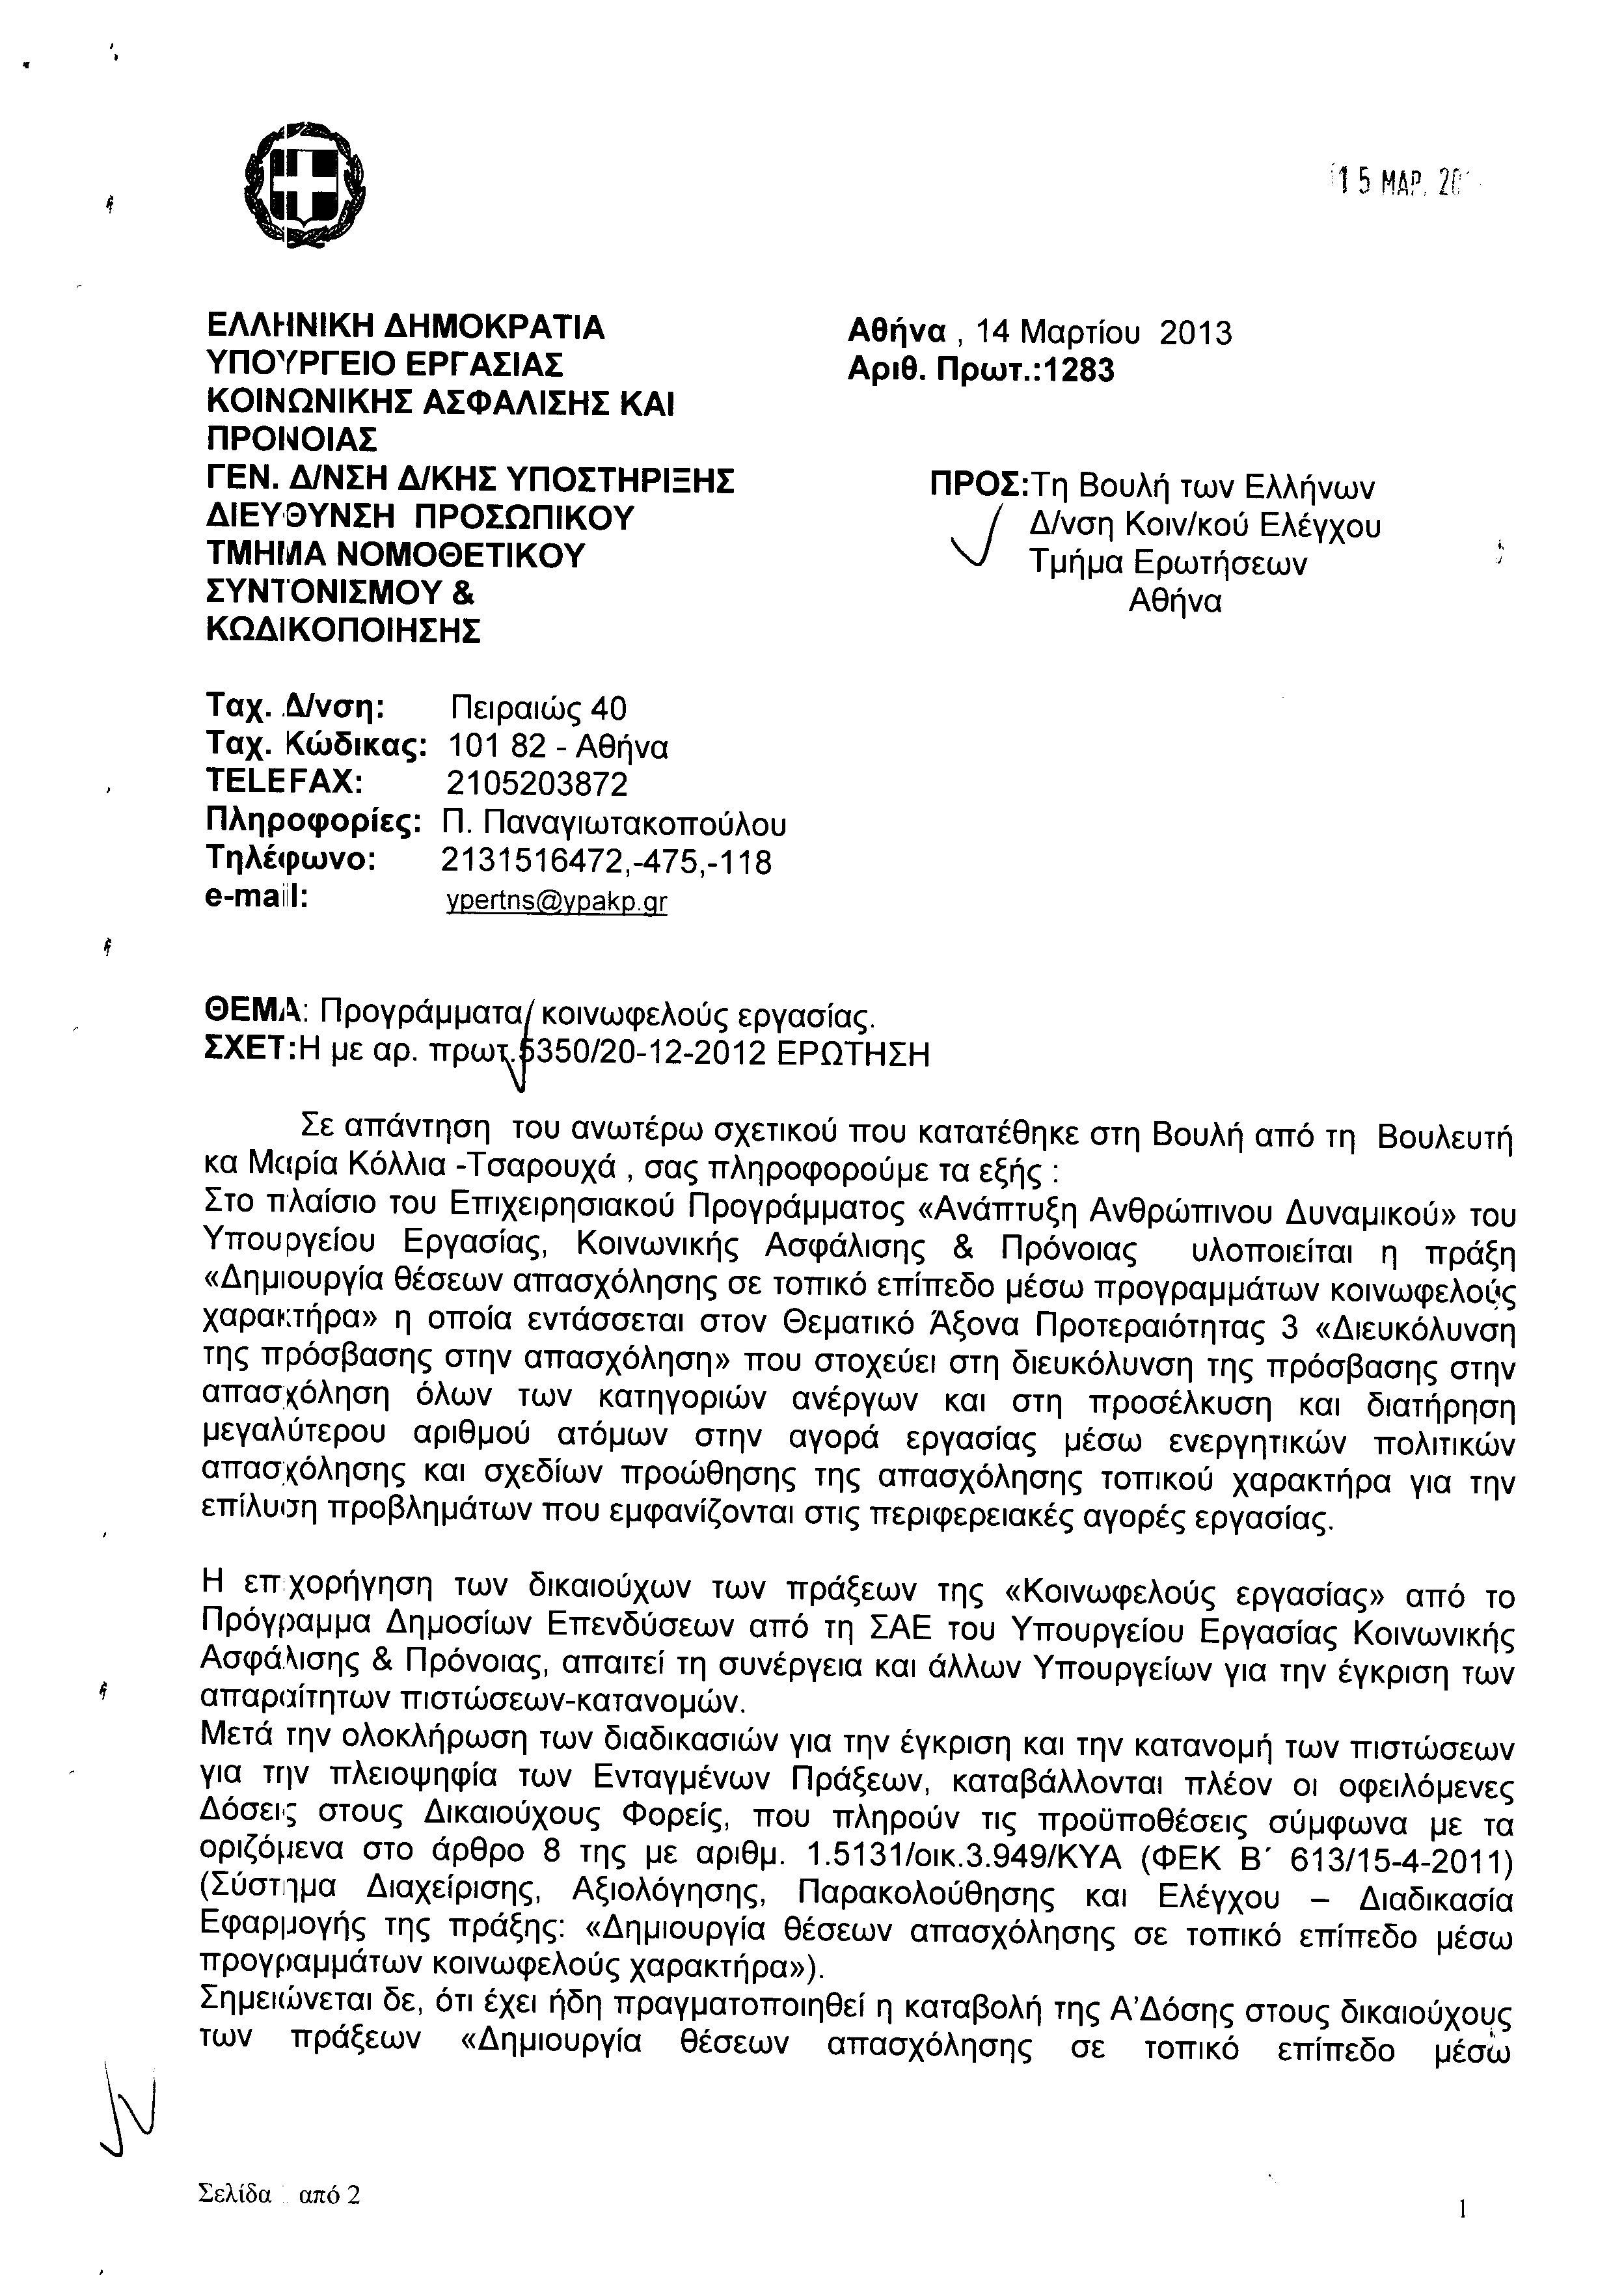 15 ΜΑΡ. 20
ΕΛΛΗΝΙΚΗ ΔΗΜΟΚΡΑΤΙΑ
ΥΠΟΥΡΓΕΙΟ ΕΡΓΑΣΙΑΣ
ΚΟΙΝΩΝΙΚΗΣ ΑΣΦΑΛΙΣΗΣ ΚΑΙ
ΠΡΟΝΟΙΑΣ
ΓΕΝ. Δ/ΝΣΗ Δ/ΚΗΣ ΥΠΟΣΤΗΡΙΞΗΣ
ΔΙΕΥΘΥΝΣΗ ΠΡΟΣΩΠΙΚΟΥ
ΤΜΗΜΑ ΝΟΜΟΘΕΤΙΚΟΥ
ΣΥΝΤΟΝΙΣΜΟΥ &
ΚΩΔΙΚΟΠΟΙΗΣΗΣ
Αθήνα , 14 Μαρτίου 2013
Αριθ. Πρωτ.:1283
ΠΡΟΣ:Τη Βουλή των Ελλήνων
Δ/νση Κοιν/κού Ελέγχου
Τμήμα Ερωτήσεων
Αθήνα
Ταχ. Δ/νση: Πειραιώς 40
Ταχ. Κώδικας: 101 82 - Αθήνα
TELEFAX: 2105203872
Πληροφορίες: Π. Παναγιωτακοπούλου
Τηλέφωνο: 2131516472,-475,-118
e-mail: ypertns@ypakp.gr
ΘΕΜΑ: Προγράμματα κοινωφελούς εργασίας.
ΣΧΕΤ:Η με αρ. πρωτ.5350/20-12-2012 ΕΡΩΤΗΣΗ
Σε απάντηση του ανωτέρω σχετικού που κατατέθηκε στη Βουλή από τη Βουλευτή
κα Μαρία Κόλλια -Τσαρουχά , σας πληροφορούμε τα εξής :
Στο πλαίσιο του Επιχειρησιακού Προγράμματος «Ανάπτυξη Ανθρώπινου Δυναμικού» του
Υπουργείου Εργασίας, Κοινωνικής Ασφάλισης & Πρόνοιας υλοποιείται η πράξη
«Δημιουργία θέσεων απασχόλησης σε τοπικό επίπεδο μέσω προγραμμάτων κοινωφελούς
χαρακτήρα» η οποία εντάσσεται στον Θεματικό Άξονα Προτεραιότητας 3 «Διευκόλυνση
της πρόσβασης στην απασχόληση» που στοχεύει στη διευκόλυνση της πρόσβασης στην
απασχόληση όλων των κατηγοριών ανέργων και στη προσέλκυση και διατήρηση
μεγαλύτερου αριθμού ατόμων στην αγορά εργασίας μέσω ενεργητικών πολιτικών
απασχόλησης και σχεδίων προώθησης της απασχόλησης τοπικού χαρακτήρα για την
επίλυση προβλημάτων που εμφανίζονται στις περιφερειακές αγορές εργασίας.
Η επιχορήγηση των δικαιούχων των πράξεων της «Κοινωφελούς εργασίας» από το
Πρόγραμμα Δημοσίων Επενδύσεων από τη ΣΑΕ του Υπουργείου Εργασίας Κοινωνικής
Ασφάλισης & Πρόνοιας, απαιτεί τη συνέργεια και άλλων Υπουργείων για την έγκριση των
απαραίτητων πιστώσεων-κατανομών.
Μετά την ολοκλήρωση των διαδικασιών για την έγκριση και την κατανομή των πιστώσεων
για την πλειοψηφία των Ενταγμένων Πράξεων, καταβάλλονται πλέον οι οφειλόμενες
Δόσεις στους Δικαιούχους Φορείς, που πληρούν τις προϋποθέσεις σύμφωνα με τα
οριζόμενα στο άρθρο 8 της με αριθμ. 1.5131/οικ.3.949/ΚΥΑ (ΦΕΚ Β΄ 613/15-4-2011)
(Σύστημα Διαχείρισης, Αξιολόγησης, Παρακολούθησης και Ελέγχου – Διαδικασία
Εφαρμογής της πράξης: «Δημιουργία θέσεων απασχόλησης σε τοπικό επίπεδο μέσω
προγραμμάτων κοινωφελούς χαρακτήρα»).
Σημειώνεται δε, ότι έχει ήδη πραγματοποιηθεί η καταβολή της Α'Δόσης στους δικαιούχους
των πράξεων «Δημιουργία θέσεων απασχόλησης σε τοπικό επίπεδο μέσω
Σελίδα από 2
1